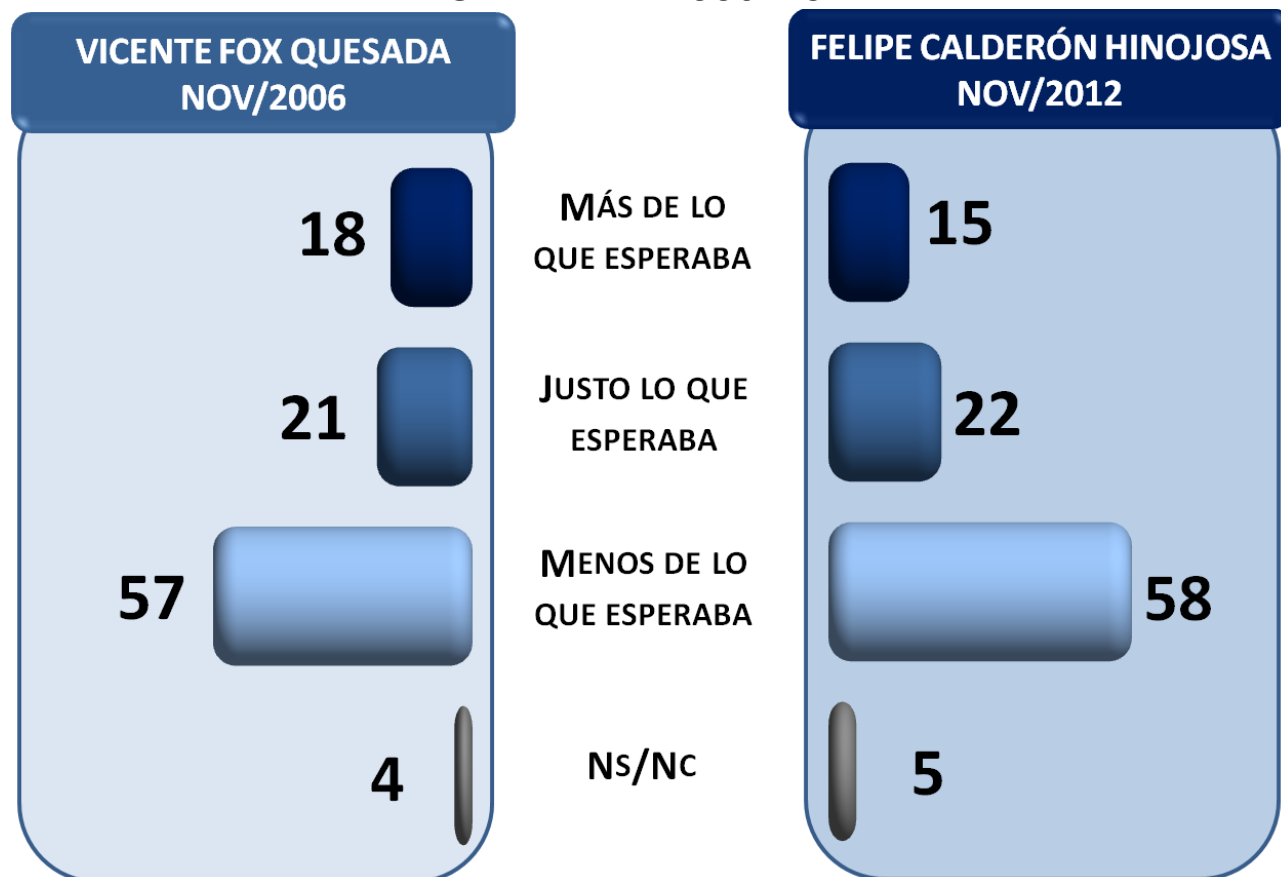 VICENTE FOX QUESADA
NOV/2006
FELIPE CALDERÓN HINOJOSA
NOV/2012
18
MÁS DE LO
QUE ESPERABA
15
21
JUSTO LO QUE
ESPERABA
22
57
MENOS DE LO
QUE ESPERABA
58
4
NS/NC
5